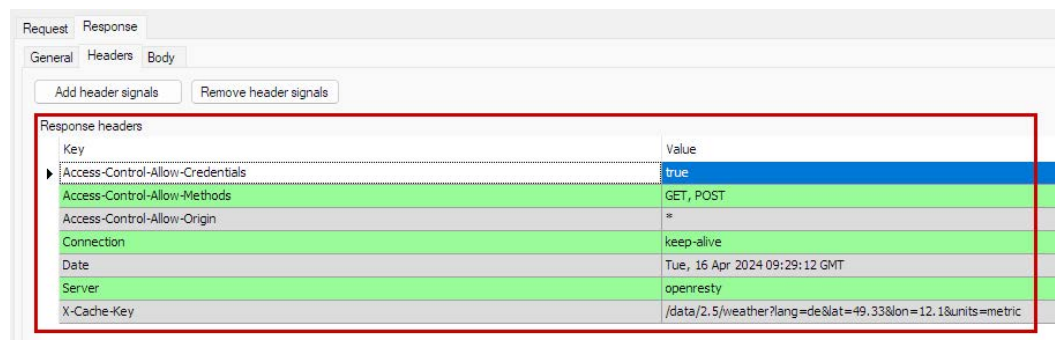 Request Response
General Headers Body
Add header signals Remove header signals
Response headers
Key Value
Access-Control-Allow-Credentials true
Access-Control-Allow-Methods GET, POST
Access-Control-Allow-Origin *
Connection keep-alive
Date Tue, 16 Apr 2024 09:29:12 GMT
Server openresty
X-Cache-Key /data/2.5/weather?lang=de&lat=49.33&lon=12.1&units=metric